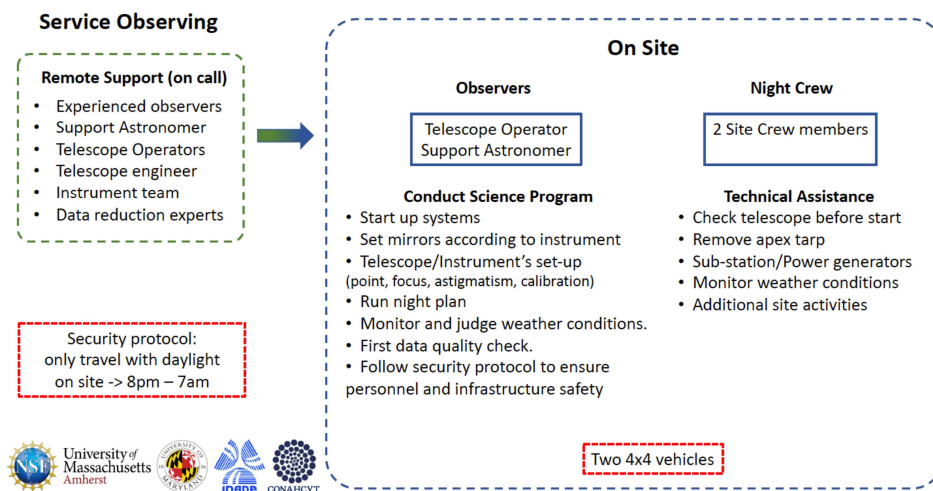 Service Observing
Remote Support (on call)
• Experienced observers
• Support Astronomer
• Telescope Operators
• Telescope engineer
• Instrument team
• Data reduction experts
Security protocol:
only travel with daylight
on site -> 8pm – 7am
On Site
Observers
Telescope Operator
Support Astronomer
Conduct Science Program
• Start up systems
• Set mirrors according to instrument
• Telescope/Instrument's set-up
(point, focus, astigmatism, calibration)
• Run night plan
• Monitor and judge weather conditions.
• First data quality check.
• Follow security protocol to ensure
personnel and infrastructure safety
Night Crew
2 Site Crew members
Technical Assistance
• Check telescope before start
• Remove apex tarp
• Sub-station/Power generators
• Monitor weather conditions
• Additional site activities
Two 4x4 vehicles
NSF
University of
Massachusetts
Amherst
UNIVERSITY OF
MARYLAND
CONAHCYT